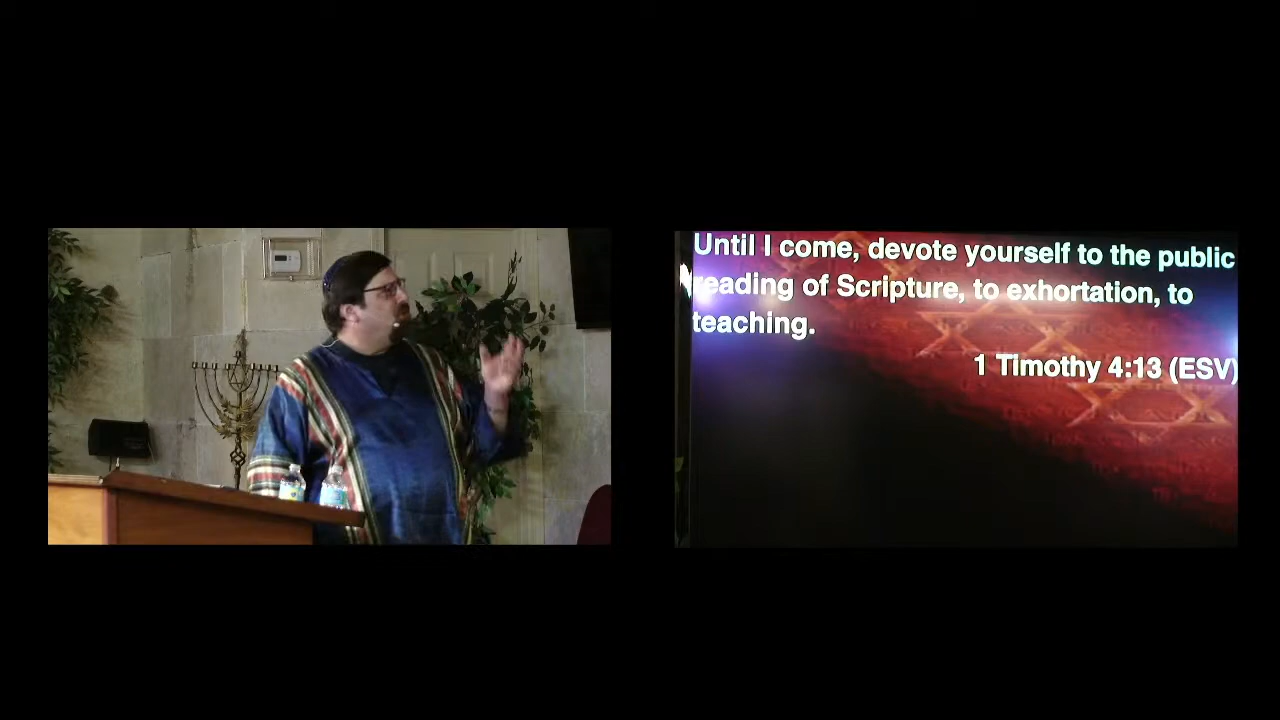 Until I come, devote yourself to the public
reading of Scripture, to exhortation, to
teaching.
1 Timothy 4:13 (ESV)